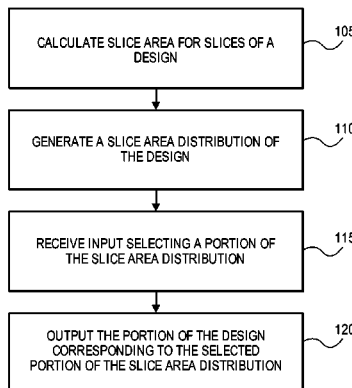 CALCULATE SLICE AREA FOR SLICES OF A
DESIGN
105
GENERATE A SLICE AREA DISTRIBUTION OF
THE DESIGN
110
RECEIVE INPUT SELECTING A PORTION OF
THE SLICE AREA DISTRIBUTION
115
OUTPUT THE PORTION OF THE DESIGN
CORRESPONDING TO THE SELECTED
PORTION OF THE SLICE AREA DISTRIBUTION
120